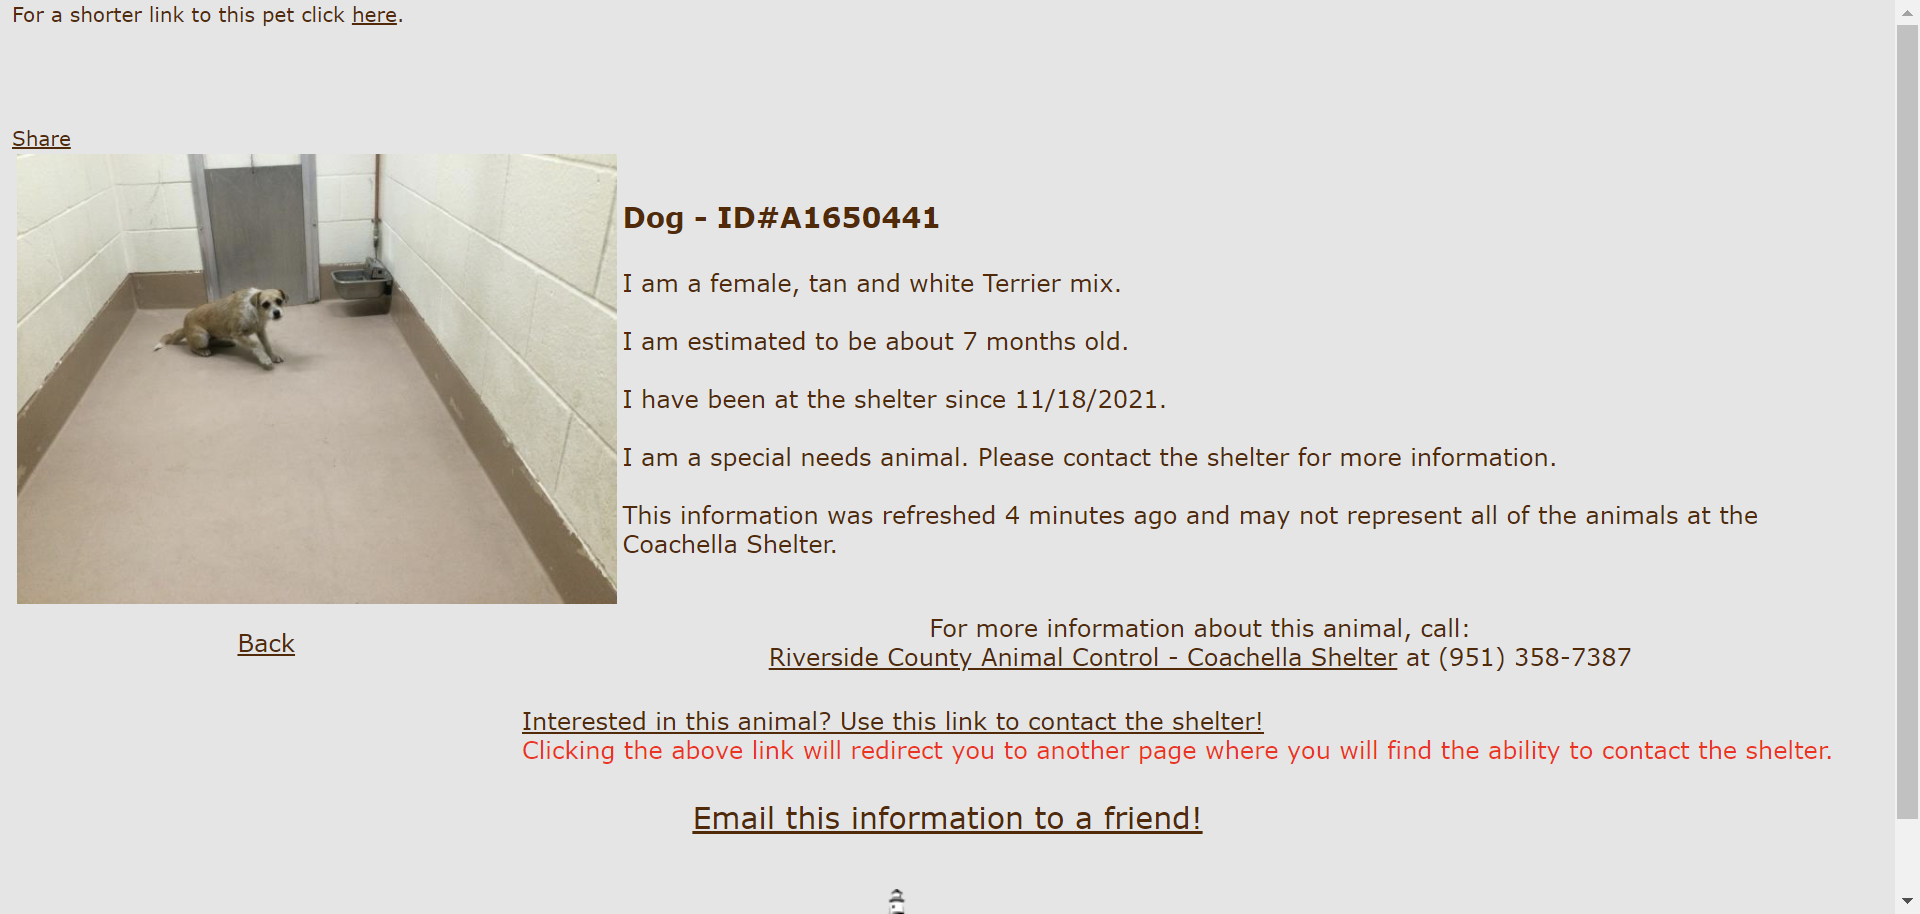 For a shorter link to this pet click here.
Share
Dog - ID#A1650441
I am a female, tan and white Terrier mix.
I am estimated to be about 7 months old.
I have been at the shelter since 11/18/2021.
I am a special needs animal. Please contact the shelter for more information.
This information was refreshed 4 minutes ago and may not represent all of the animals at the
Coachella Shelter.
Back
For more information about this animal, call:
Riverside County Animal Control - Coachella Shelter at (951) 358-7387
Interested in this animal? Use this link to contact the shelter!
Clicking the above link will redirect you to another page where you will find the ability to contact the shelter.
Email this information to a friend!